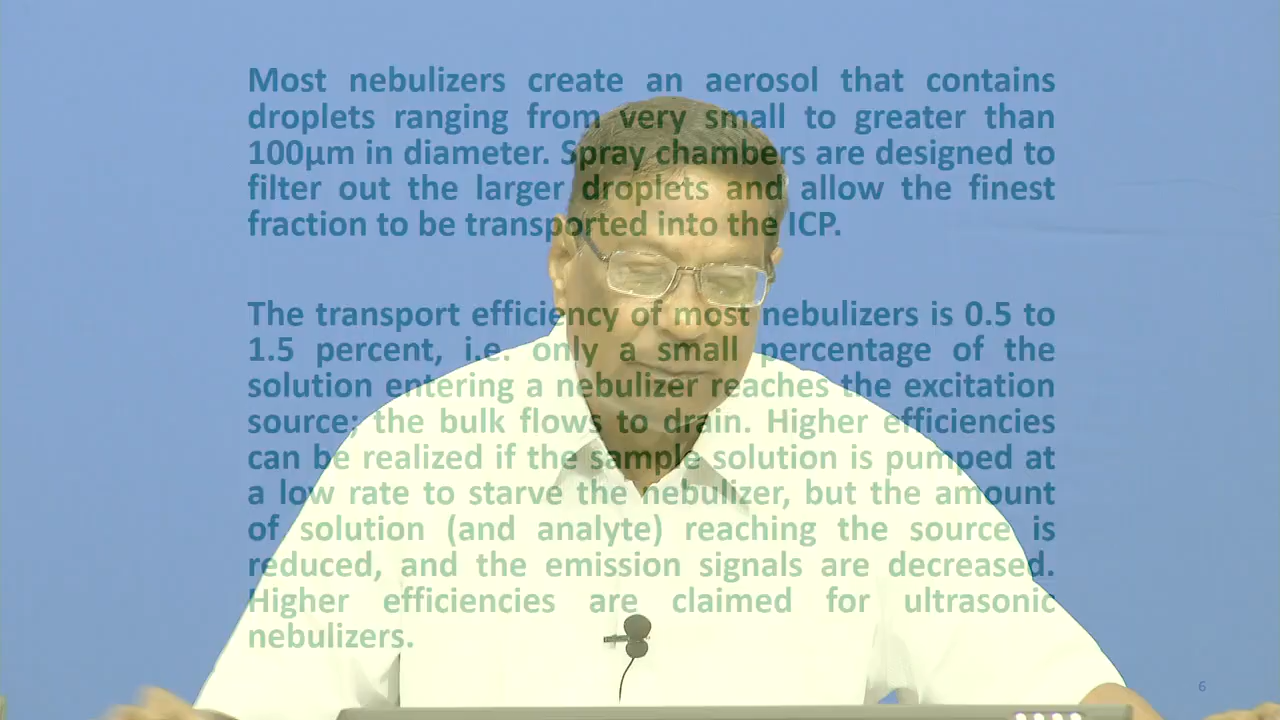 Most nebulizers create an aerosol that contains
droplets ranging from very small to greater than
100µm in diameter. Spray chambers are designed to
filter out the larger droplets and allow the finest
fraction to be transported into the ICP.
The transport efficiency of most nebulizers is 0.5 to
1.5 percent, i.e. only a small percentage of the
solution entering a nebulizer reaches the excitation
source; the bulk flows to drain. Higher efficiencies
can be realized if the sample solution is pumped at
a low rate to starve the nebulizer, but the amount
of solution (and analyte) reaching the source is
reduced, and the emission signals are decreased.
Higher efficiencies are claimed for ultrasonic
nebulizers.
6